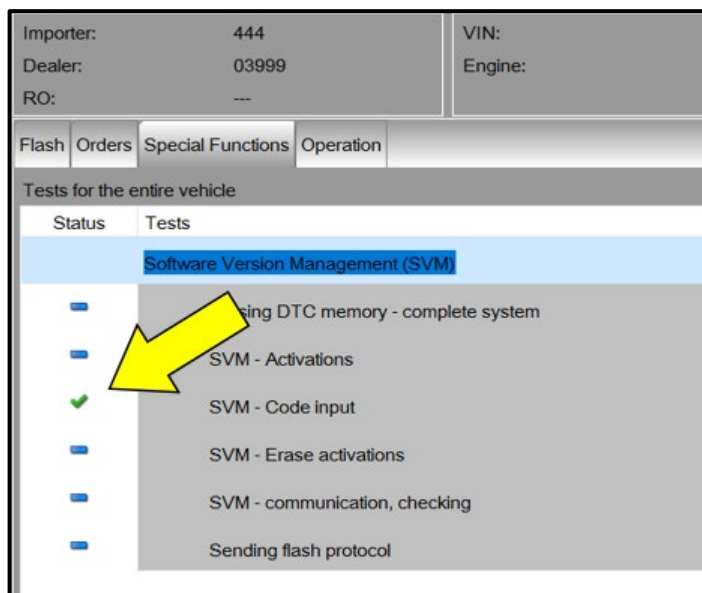 Importer: 444 VIN:
Dealer: 03999 Engine:
RO: ---
Flash Orders Special Functions Operation
Tests for the entire vehicle
Status Tests
Software Version Management (SVM)
DTC memory - complete system
SVM - Activations
SVM - Code input
SVM - Erase activations
SVM - communication, checking
Sending flash protocol